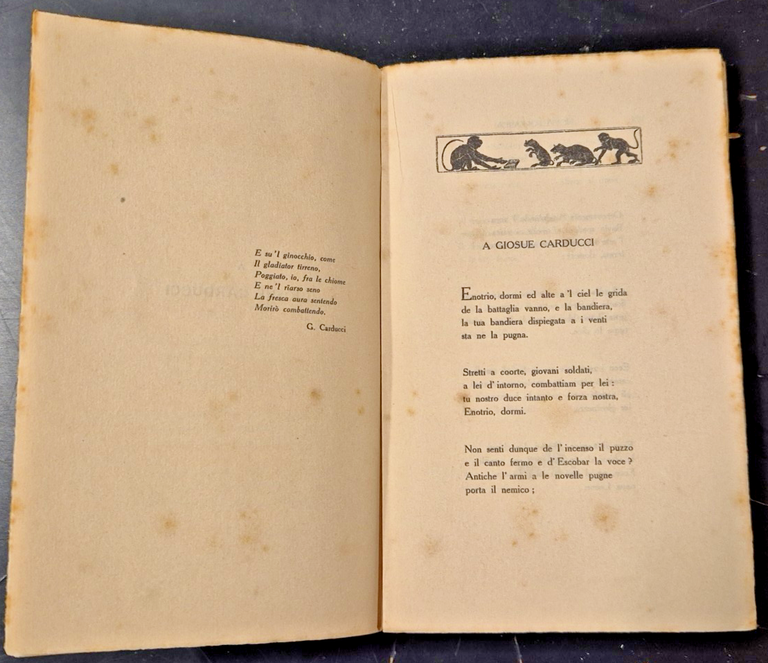 E su 'l ginocchio, come
Il gladiator tirreno,
Poggiato, io, fra le chiome
E ne 'l riarso seno
La fresca aura sentendo
Morirò combattendo.
G. Carducci
A GIOSUE CARDUCCI
Enotrio, dormi ed alte a 'l ciel le grida
de la battaglia vanno, e la bandiera,
la tua bandiera dispiegata a i venti
sta ne la pugna.
Stretti a coorte, giovani soldati,
a lei d' intorno, combattiam per lei :
tu nostro duce intanto e forza nostra,
Enotrio, dormi.
Non senti dunque de l' incenso il puzzo
e il canto fermo e d' Escobar la voce ?
Antiche l' armi a le novelle pugne
porta il nemico ;